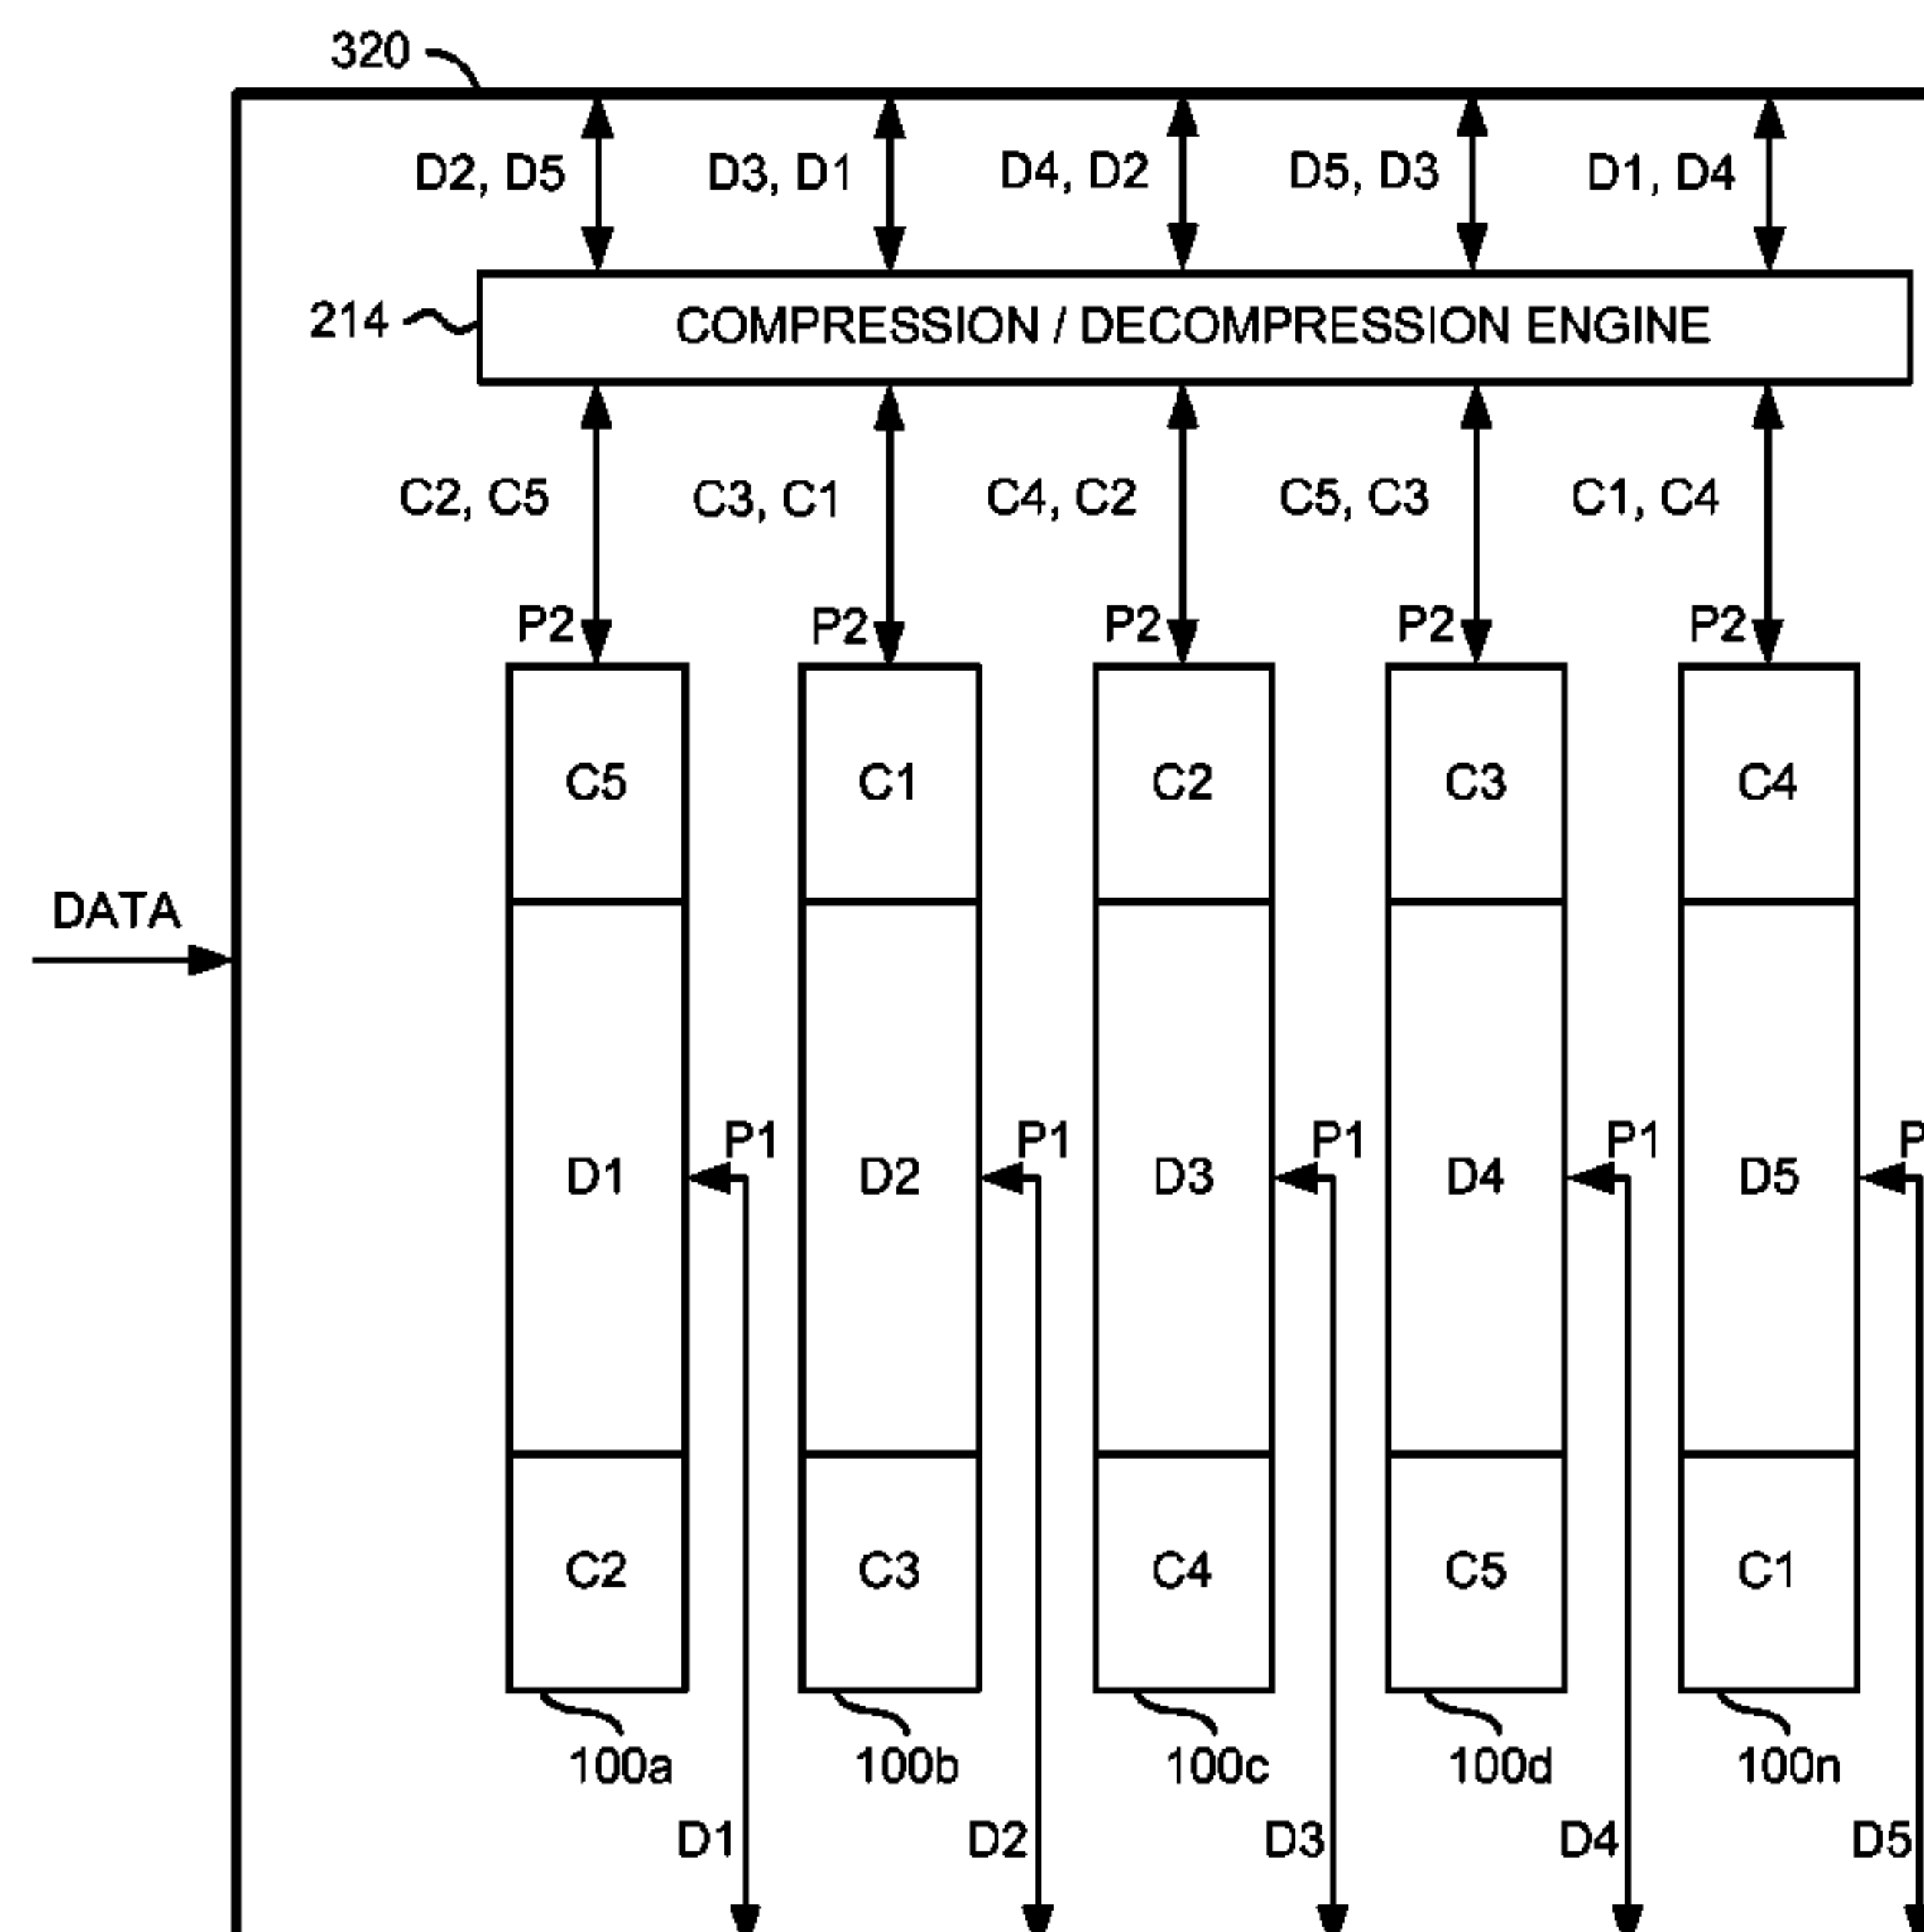 320
D2, D5 D3, D1 D4, D2 D5, D3 D1, D4
214 COMPRESSION / DECOMPRESSION ENGINE
C2, C5 C3, C1 C4, C2 C5, C3 C1, C4
P2 P2 P2 P2 P2
C5 C1 C2 C3 C4
DATA
P1 P1 P1 P1 P
D1 D2 D3 D4 D5
C2 C3 C4 C5 C1
100a 100b 100c 100d 100n
D1 D2 D3 D4 D5